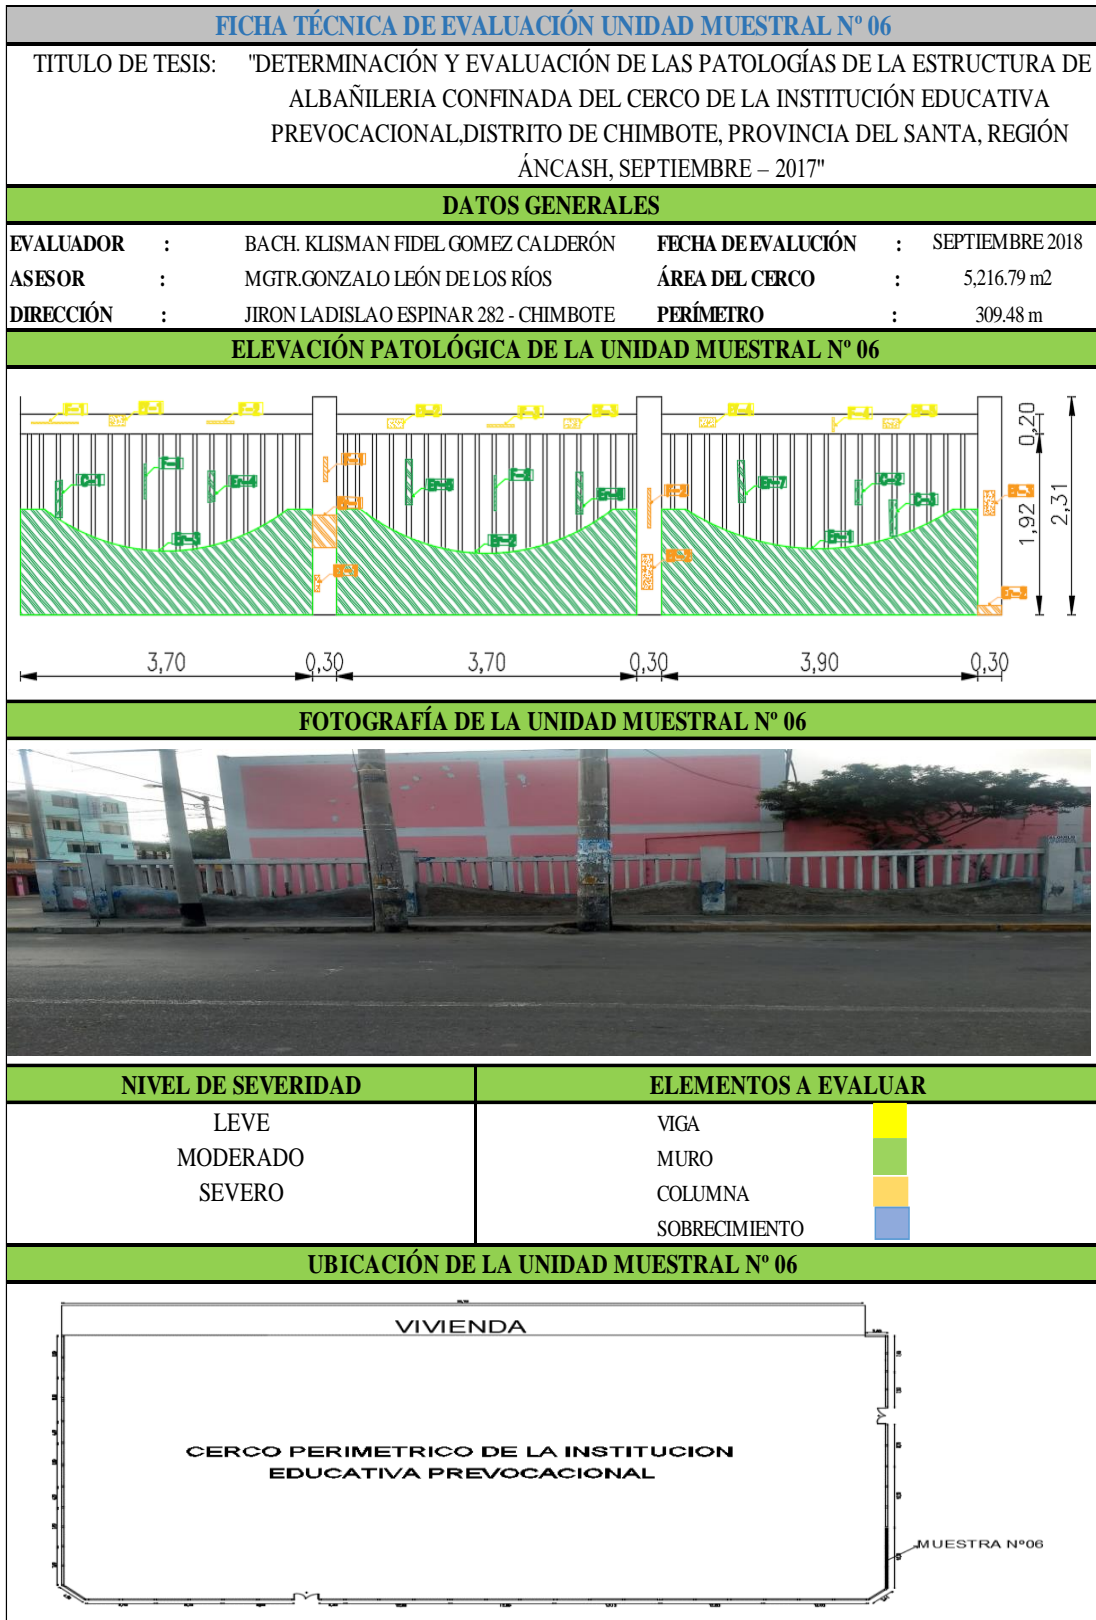 FICHA TÉCNICA DE EVALUACIÓN UNIDAD MUESTRAL Nº 06
TITULO DE TESIS: "DETERMINACIÓN Y EVALUACIÓN DE LAS PATOLOGÍAS DE LA ESTRUCTURA DE
ALBAÑILERIA CONFINADA DEL CERCO DE LA INSTITUCIÓN EDUCATIVA
PREVOCACIONAL,DISTRITO DE CHIMBOTE, PROVINCIA DEL SANTA, REGIÓN
ÁNCASH, SEPTIEMBRE – 2017"
DATOS GENERALES
EVALUADOR : BACH. KLISMAN FIDEL GOMEZ CALDERÓN FECHA DE EVALUCIÓN : SEPTIEMBRE 2018
ASESOR : MGTR.GONZALO LEÓN DE LOS RÍOS ÁREA DEL CERCO : 5,216.79 m2
DIRECCIÓN : JIRON LADISLAO ESPINAR 282 - CHIMBOTE PERÍMETRO : 309.48 m
ELEVACIÓN PATOLÓGICA DE LA UNIDAD MUESTRAL Nº 06
0,20
1,92
2,31
3,70 0,30 3,70 0,30 3,90 0,30
FOTOGRAFÍA DE LA UNIDAD MUESTRAL Nº 06
NIVEL DE SEVERIDAD ELEMENTOS A EVALUAR
LEVE VIGA
MODERADO MURO
SEVERO COLUMNA
SOBRECIMIENTO
UBICACIÓN DE LA UNIDAD MUESTRAL Nº 06
VIVIENDA
CERCO PERIMETRICO DE LA INSTITUCION
EDUCATIVA PREVOCACIONAL
MUESTRA Nº06